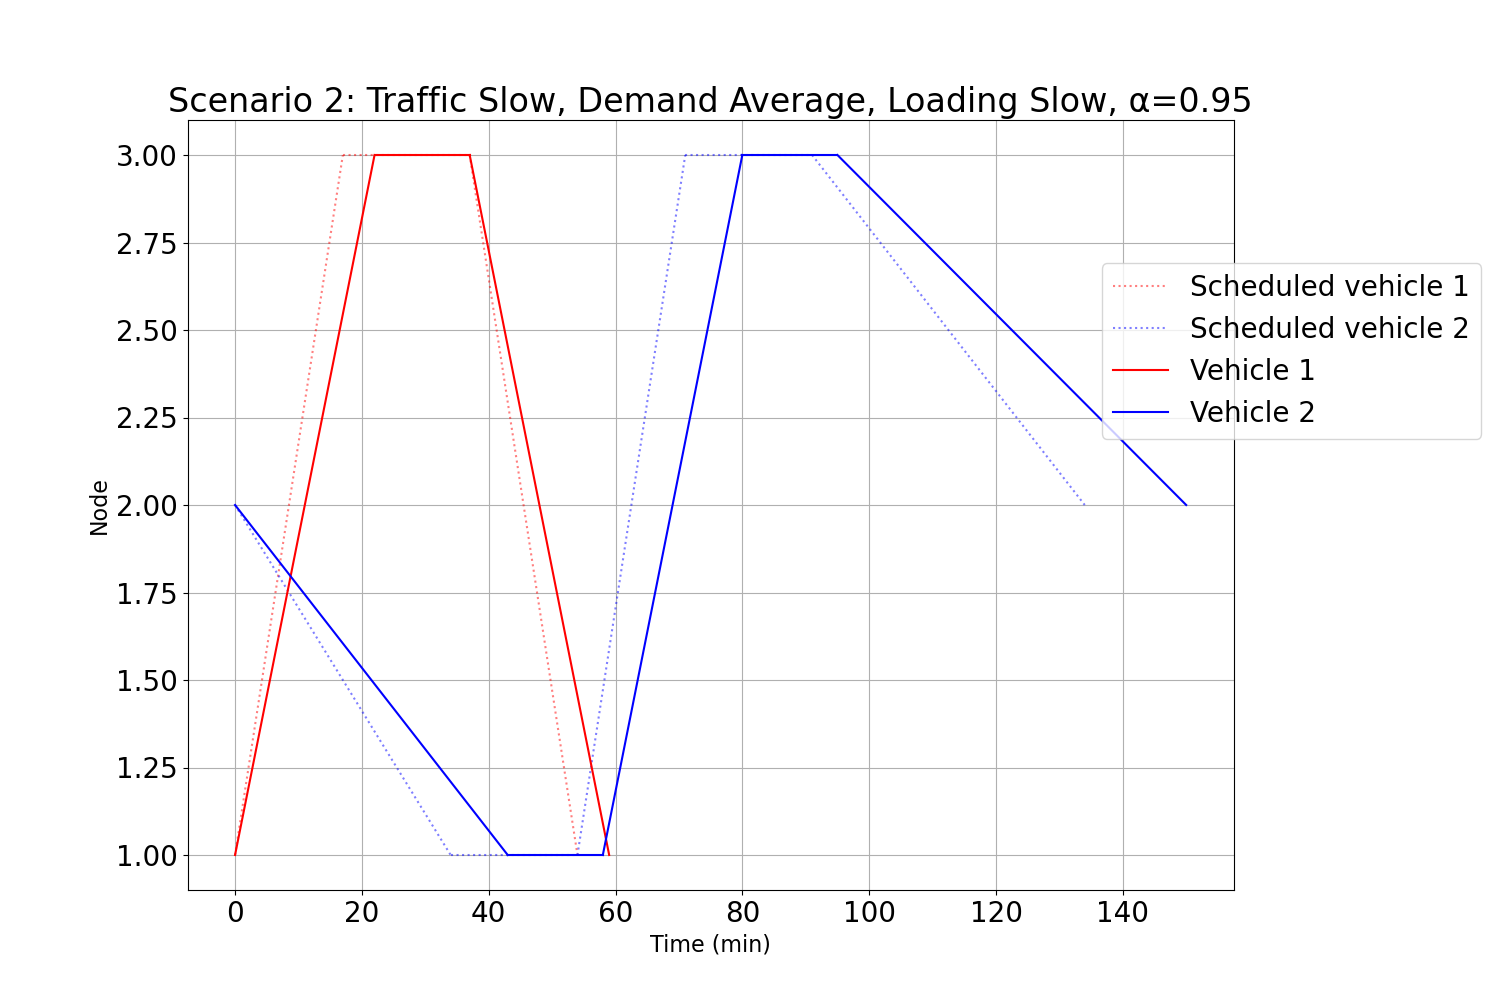 Scenario 2: Traffic Slow, Demand Average, Loading Slow, α=0.95
3.00
2.75
2.50
2.25
2.00
1.75
1.50
1.25
1.00
Node
0 20 40 60 80 100 120 140
Time (min)
Scheduled vehicle 1
Scheduled vehicle 2
Vehicle 1
Vehicle 2